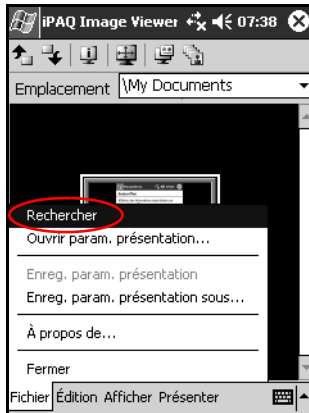 iPAQ Image Viewer 07:38
Emplacement \My Documents
Rechercher
Ouvrir param. présentation...
Enreg. param. présentation
Enreg. param. présentation sous...
À propos de...
Fermer
Fichier Édition Afficher Présenter